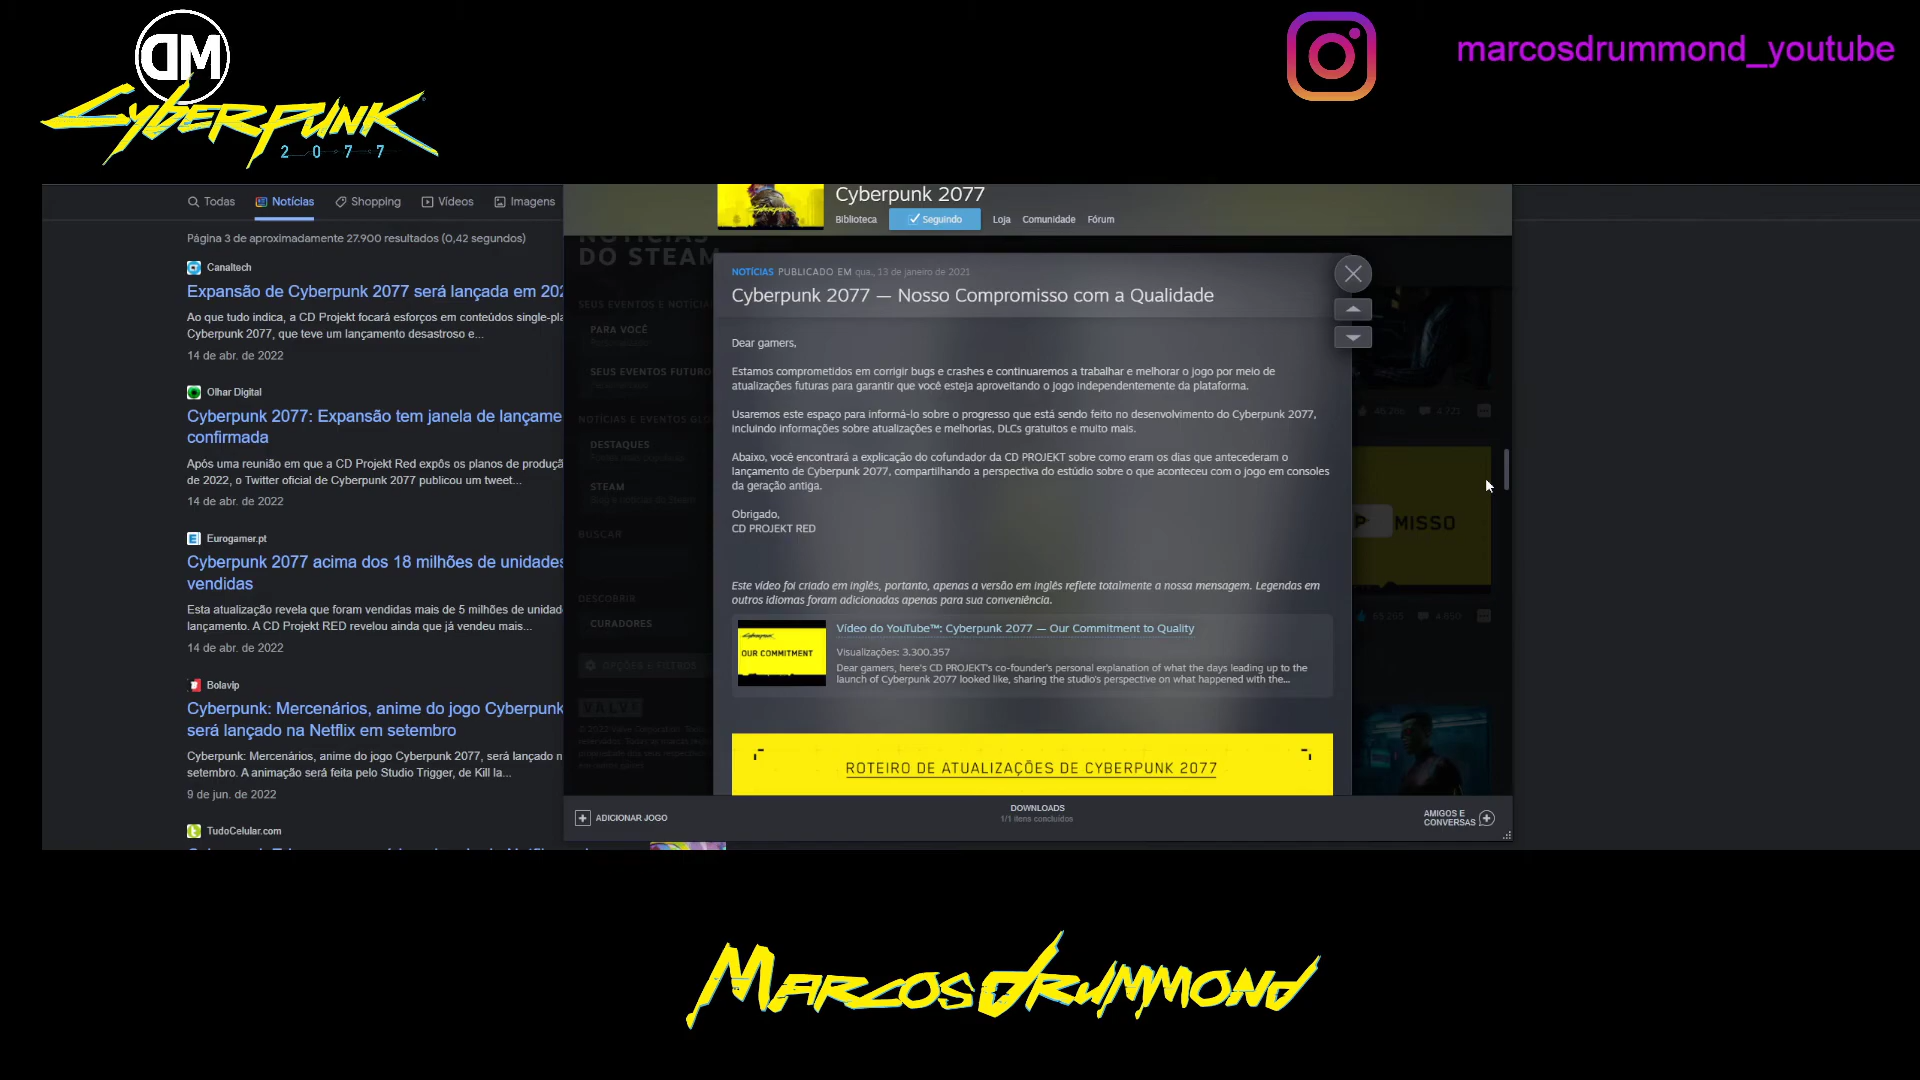 DM
Cyberpunk
2077
marcosdrummond_youtube
Todas
Notícias
Shopping
Vídeos
Imagens
Página 3 de aproximadamente 27.900 resultados (0,42 segundos)
Canaltech
Expansão de Cyberpunk 2077 será lançada em 202
Ao que tudo indica, a CD Projekt focará esforços em conteúdos single-pla
Cyberpunk 2077, que teve um lançamento desastroso e...
14 de abr. de 2022
Olhar Digital
Cyberpunk 2077: Expansão tem janela de lançame
confirmada
Após uma reunião em que a CD Projekt Red expôs os planos de produçã
de 2022, o Twitter oficial de Cyberpunk 2077 publicou um tweet...
14 de abr. de 2022
Eurogamer.pt
Cyberpunk 2077 acima dos 18 milhões de unidades
vendidas
Esta atualização revela que foram vendidas mais de 5 milhões de unidad
lançamento. A CD Projekt RED revelou ainda que já vendeu mais...
14 de abr. de 2022
Bolavip
Cyberpunk: Mercenários, anime do jogo Cyberpunk
será lançado na Netflix em setembro
Cyberpunk: Mercenários, anime do jogo Cyberpunk 2077, será lançado n
setembro. A animação será feita pelo Studio Trigger, de Kill la...
9 de jun. de 2022
TudoCelular.com
Cyberpunk 2077
Biblioteca
Seguindo
Loja
Comunidade
Fórum
NOTÍCIAS
DO STEAM
SEUS EVENTOS E NOTÍCIA
PARA VOCÊ
SEUS EVENTOS FUTURO
NOTÍCIAS E EVENTOS GLO
DESTAQUES
STEAM
BUSCAR
DESCOBRIR
CURADORES
OPÇÕES E FILTROS
VALVE
NOTÍCIAS PUBLICADO EM qua., 13 de janeiro de 2021
Cyberpunk 2077 — Nosso Compromisso com a Qualidade
Dear gamers,
Estamos comprometidos em corrigir bugs e crashes e continuaremos a trabalhar e melhorar o jogo por meio de
atualizações futuras para garantir que você esteja aproveitando o jogo independentemente da plataforma.
Usaremos este espaço para informá-lo sobre o progresso que está sendo feito no desenvolvimento do Cyberpunk 2077,
incluindo informações sobre atualizações e melhorias, DLCs gratuitos e muito mais.
Abaixo, você encontrará a explicação do cofundador da CD PROJEKT sobre como eram os dias que antecederam o
lançamento de Cyberpunk 2077, compartilhando a perspectiva do estúdio sobre o que aconteceu com o jogo em consoles
da geração antiga.
Obrigado,
CD PROJEKT RED
Este vídeo foi criado em inglês, portanto, apenas a versão em inglês reflete totalmente a nossa mensagem. Legendas em
outros idiomas foram adicionadas apenas para sua conveniência.
OUR COMMITMENT
Vídeo do YouTube™: Cyberpunk 2077 — Our Commitment to Quality
Visualizações: 3.300.357
Dear gamers, here's CD PROJEKT's co-founder's personal explanation of what the days leading up to the
launch of Cyberpunk 2077 looked like, sharing the studio's perspective on what happened with the...
ROTEIRO DE ATUALIZAÇÕES DE CYBERPUNK 2077
MISSO
4.721
4.650
ADICIONAR JOGO
DOWNLOADS
1/1 itens concluídos
AMIGOS E
CONVERSAS
MarcosDrummond